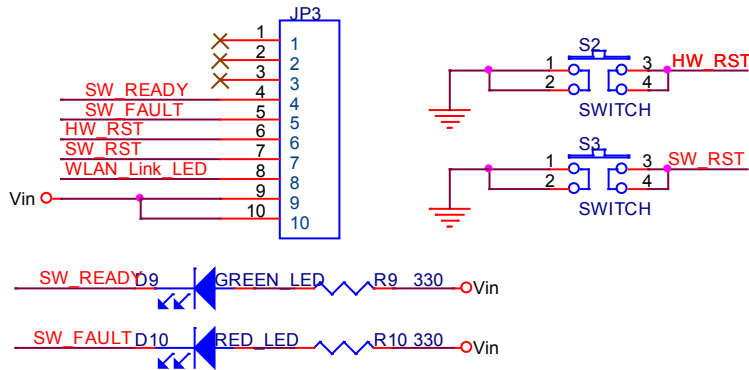 JP3
1 1
2 2
3 3
SW_READY 4 4
SW_FAULT 5 5
HW_RST 6 6
SW_RST 7 7
WLAN_Link_LED 8 8
Vin 9 9
10 10
S2
1 3 HW_RST
2 4
SWITCH
S3
1 3 SW_RST
2 4
SWITCH
SW_READY D9 GREEN_LED R9 330 Vin
SW_FAULT D10 RED_LED R10 330 Vin